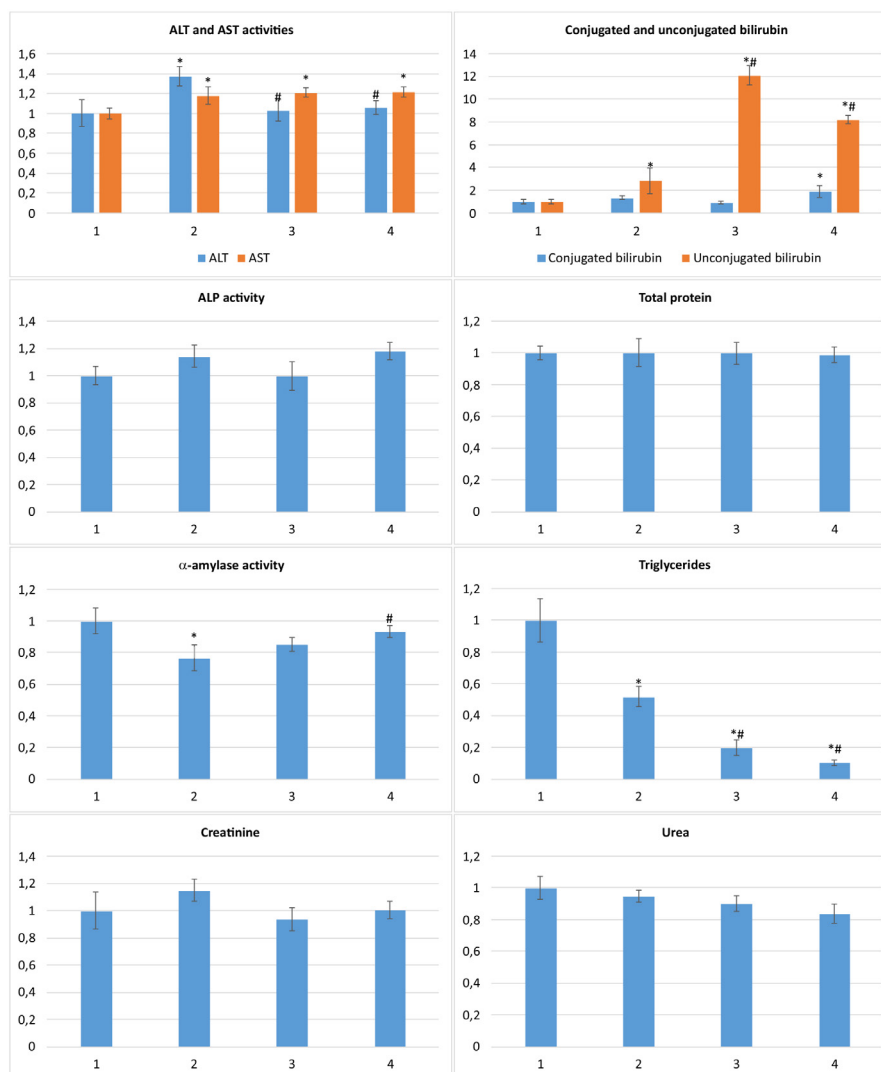 ALT and AST activities
1,6
1,4
1,2
1
0,8
0,6
0,4
0,2
0
* * # * # *
1 2 3 4
ALT AST
Conjugated and unconjugated bilirubin
14
12
10
8
6
4
2
0
* *# * *#
1 2 3 4
Conjugated bilirubin Unconjugated bilirubin
ALP activity
1,4
1,2
1
0,8
0,6
0,4
0,2
0
1 2 3 4
Total protein
1,2
1
0,8
0,6
0,4
0,2
0
1 2 3 4
α-amylase activity
1,2
1
0,8
0,6
0,4
0,2
0
* #
1 2 3 4
Triglycerides
1,2
1
0,8
0,6
0,4
0,2
0
* *# *#
1 2 3 4
Creatinine
1,4
1,2
1
0,8
0,6
0,4
0,2
0
1 2 3 4
Urea
1,2
1
0,8
0,6
0,4
0,2
0
1 2 3 4